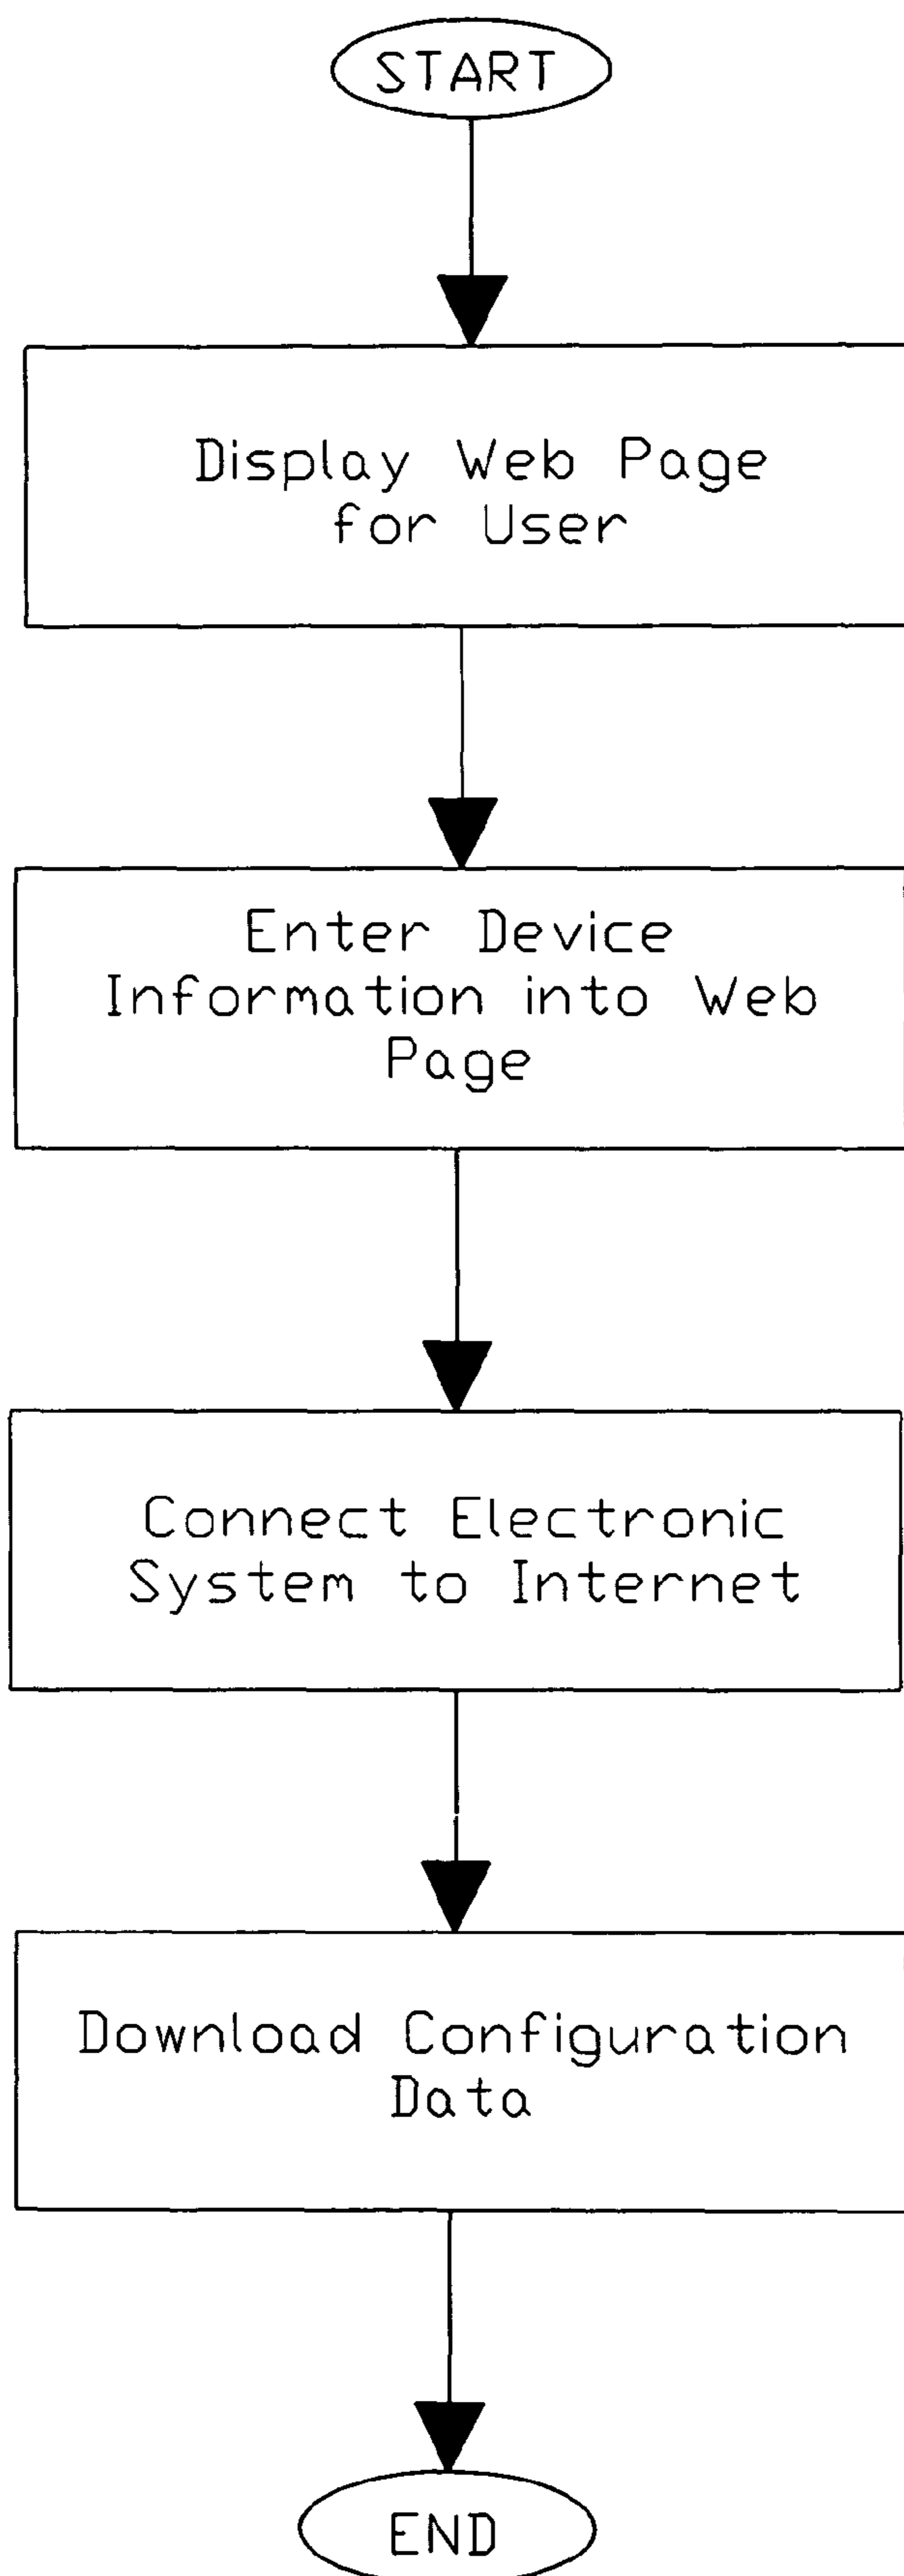 START
Display Web Page
for User
Enter Device
Information into Web
Page
Connect Electronic
System to Internet
Download Configuration
Data
END